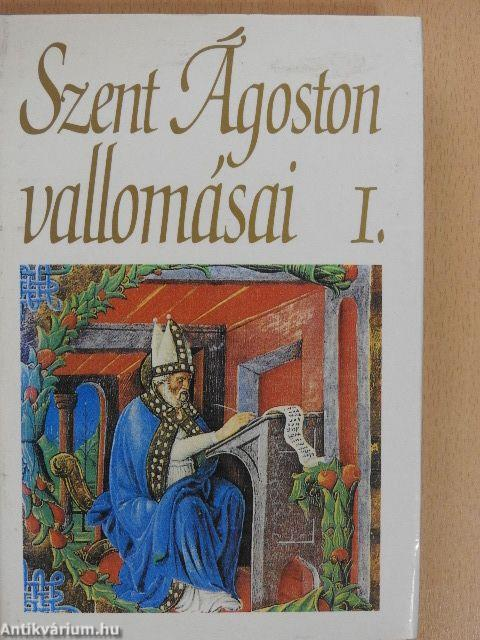 Szent Ágoston
vallomásai I.
Antikvárium.hu